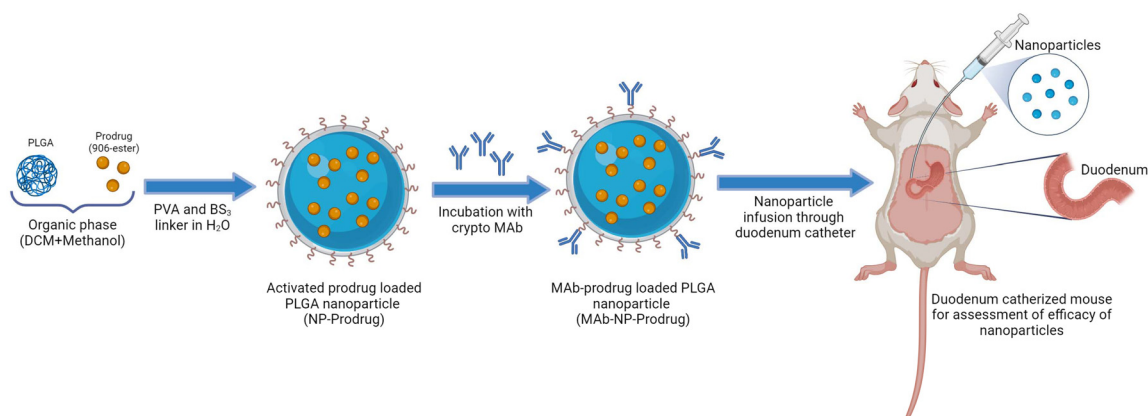 PLGA
Prodrug
(906-ester)
Organic phase
(DCM+Methanol)
PVA and BS₃
linker in H₂O
Activated prodrug loaded
PLGA nanoparticle
(NP-Prodrug)
Incubation with
crypto MAb
MAb-prodrug loaded PLGA
nanoparticle
(MAb-NP-Prodrug)
Nanoparticle
infusion through
duodenum catheter
Nanoparticles
Duodenum
Duodenum catherized mouse
for assessment of efficacy of
nanoparticles